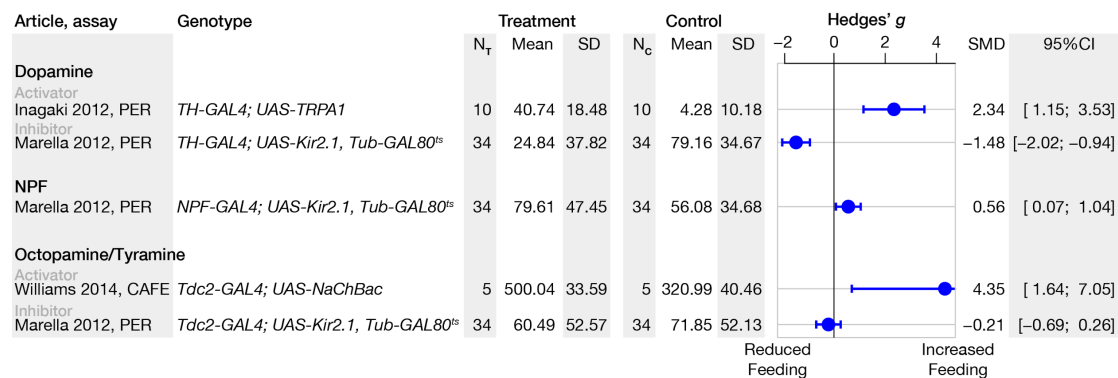 Article, assay Genotype Treatment Control Hedges' g
N_T Mean SD N_C Mean SD −2 0 2 4 SMD 95%CI
Dopamine
Activator
Inagaki 2012, PER TH-GAL4; UAS-TRPA1 10 40.74 18.48 10 4.28 10.18 2.34 [ 1.15; 3.53]
Inhibitor
Marella 2012, PER TH-GAL4; UAS-Kir2.1, Tub-GAL80ts 34 24.84 37.82 34 79.16 34.67 −1.48 [−2.02; −0.94]
NPF
Marella 2012, PER NPF-GAL4; UAS-Kir2.1, Tub-GAL80ts 34 79.61 47.45 34 56.08 34.68 0.56 [ 0.07; 1.04]
Octopamine/Tyramine
Activator
Williams 2014, CAFE Tdc2-GAL4; UAS-NaChBac 5 500.04 33.59 5 320.99 40.46 4.35 [ 1.64; 7.05]
Inhibitor
Marella 2012, PER Tdc2-GAL4; UAS-Kir2.1, Tub-GAL80ts 34 60.49 52.57 34 71.85 52.13 −0.21 [−0.69; 0.26]
Reduced Increased
Feeding Feeding